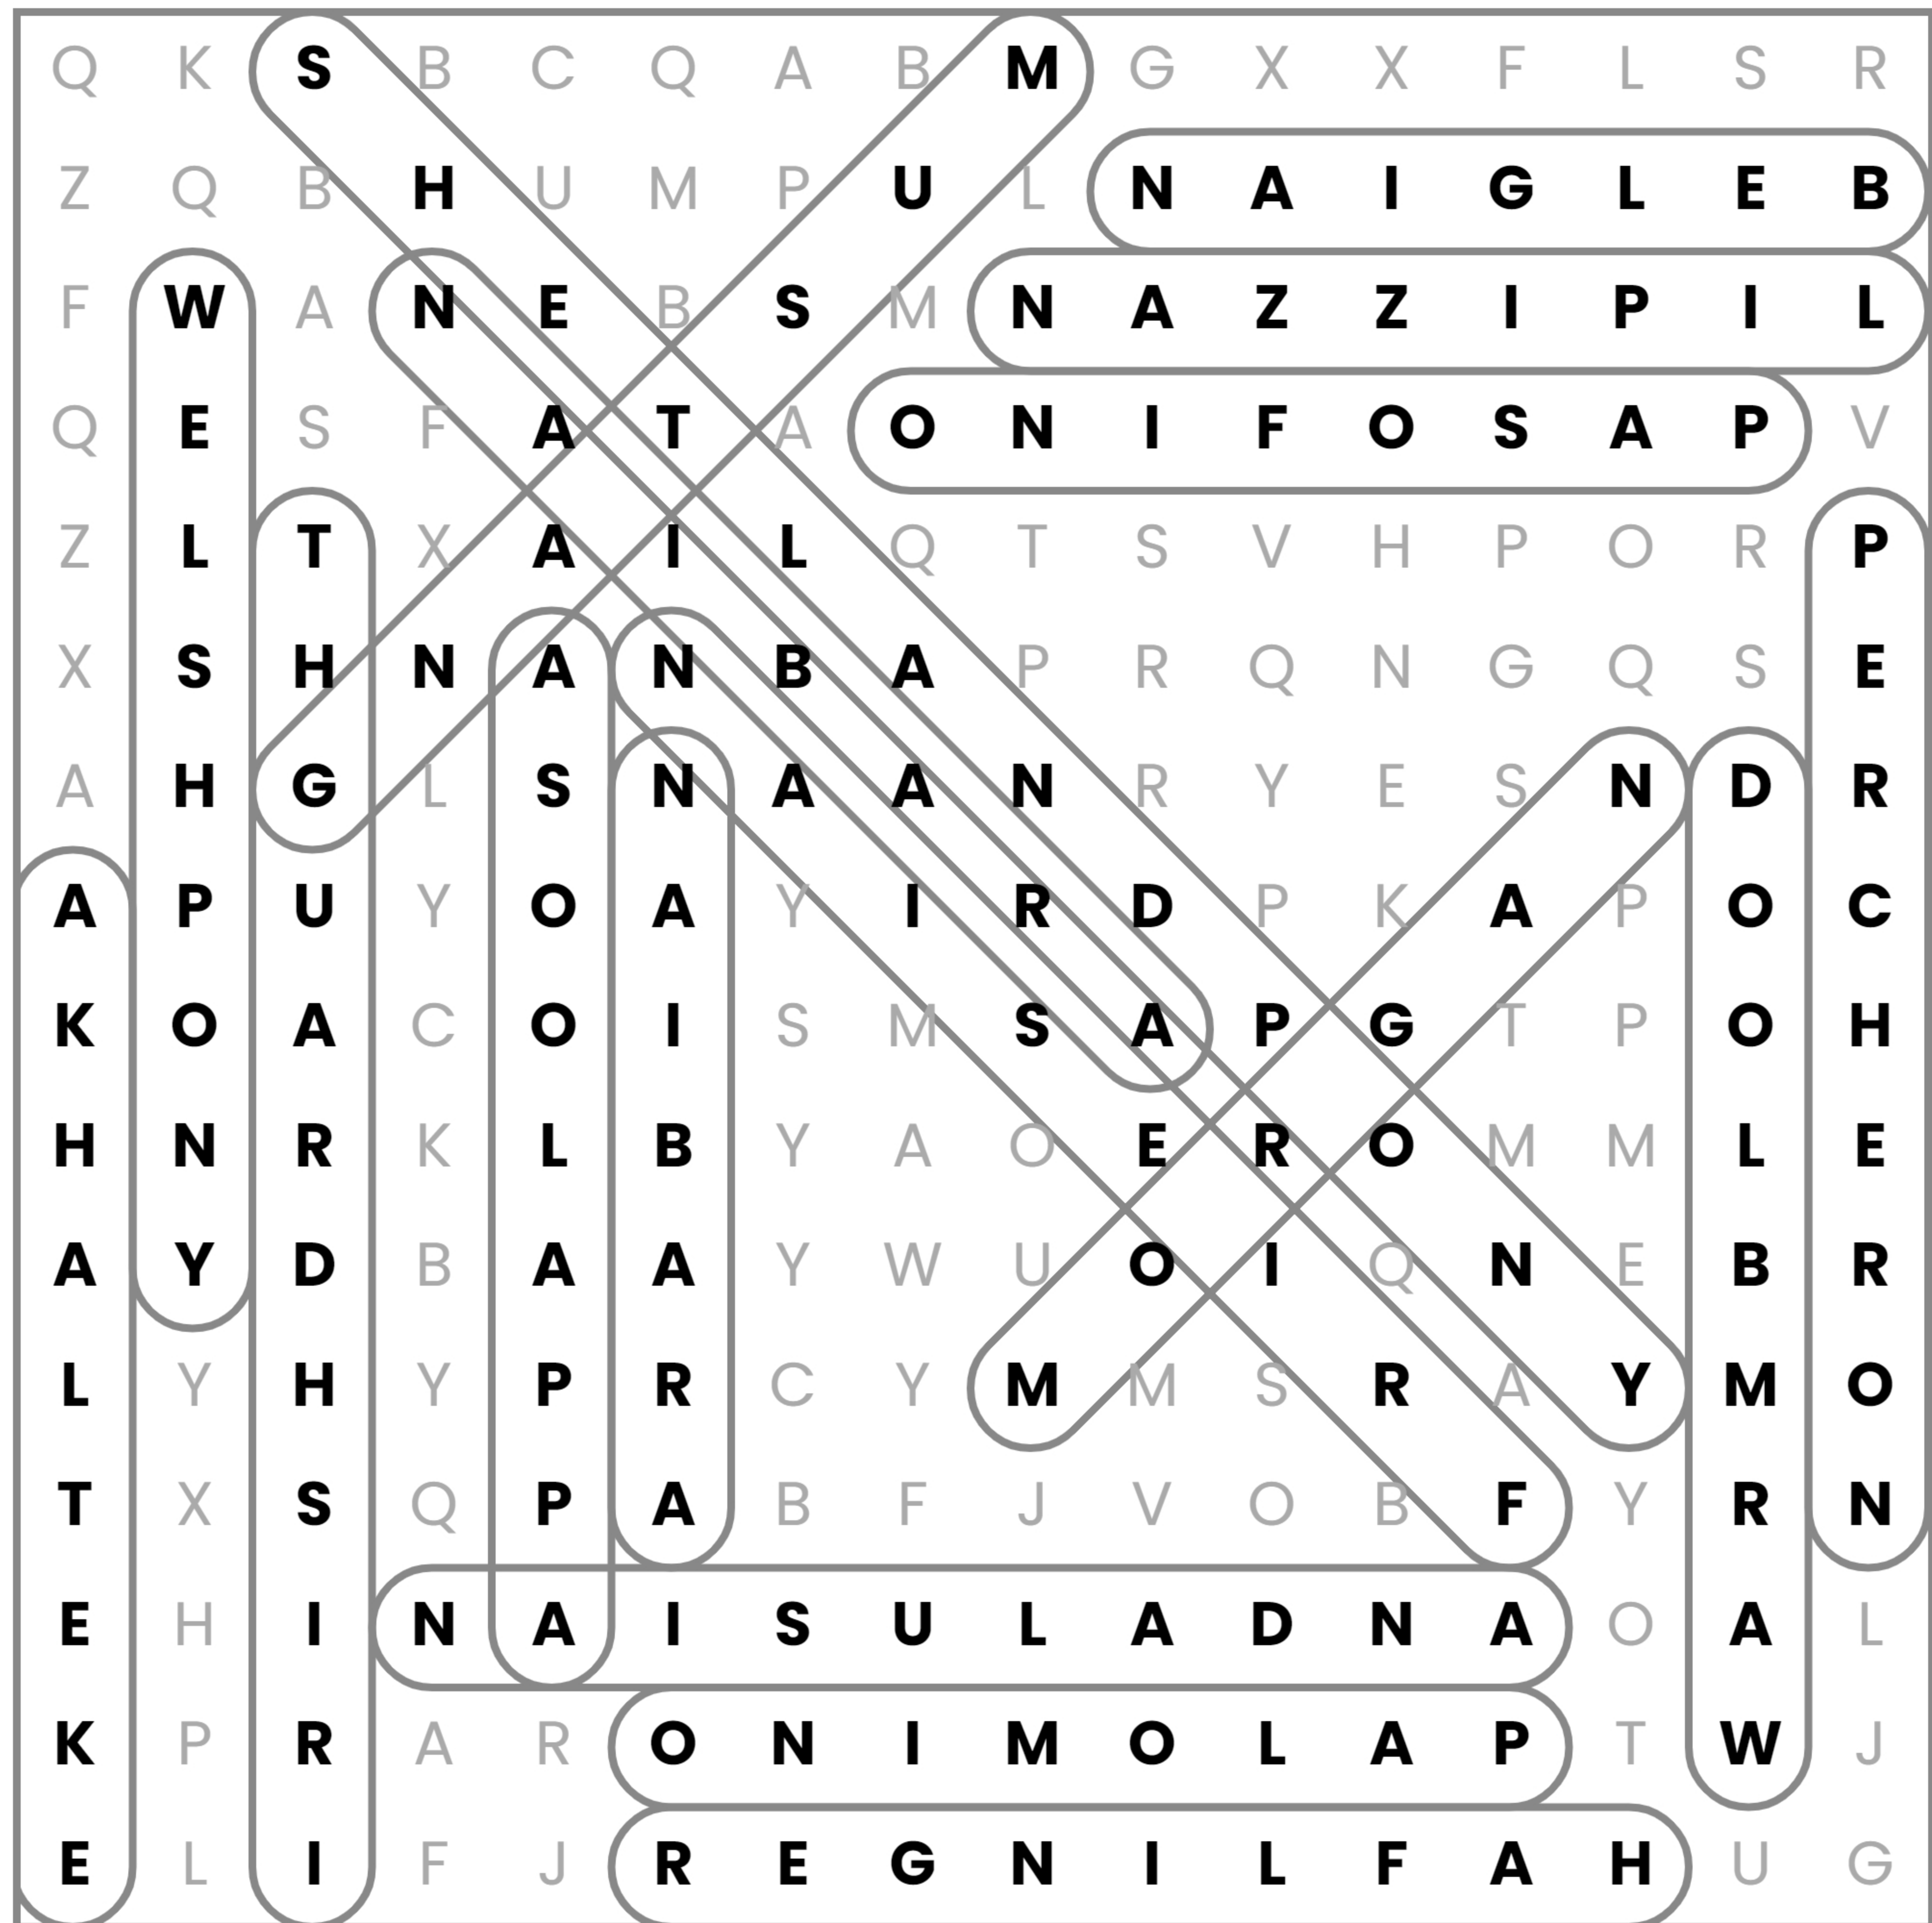 Q K S B C Q A B M G X X F L S R
Z Q B H U M P U L N A I G L E B
F W A N E B S M N A Z Z I P I L
Q E S F A T A O N I F O S A P V
Z L T X A I L Q T S V H P O R P
X S H N A N B A P R Q N G Q S E
A H G L S N A A N R Y E S N D R
A P U Y O A Y I R D P K A P O C
K O A C O I S M S A P G T P O H
H N R K L B Y A O E R O M M L E
A Y D B A A Y W U O I Q N E B R
L Y H Y P R C Y M M S R A Y M O
T X S Q P A B F J V O B F Y R N
E H I N A I S U L A D N A O A L
K P R A R O N I M O L A P T W J
E L I F J R E G N I L F A H U G